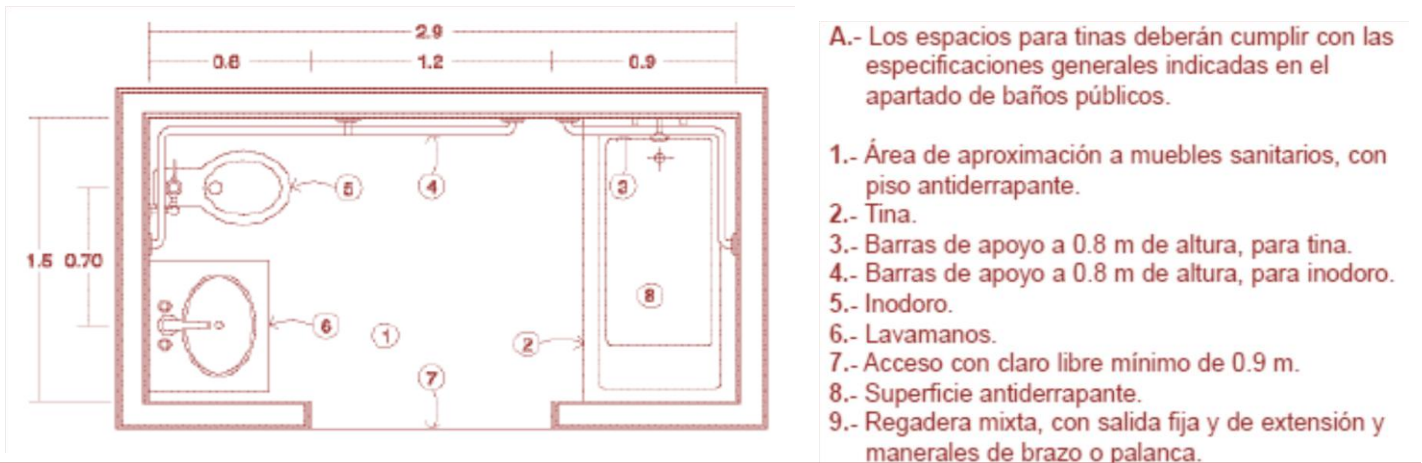 2.9
0.8 1.2 0.9
1.5 0.70
5
4
3
8
6
1
2
7
A.- Los espacios para tinas deberán cumplir con las
especificaciones generales indicadas en el
apartado de baños públicos.
1.- Área de aproximación a muebles sanitarios, con
piso antiderrapante.
2.- Tina.
3.- Barras de apoyo a 0.8 m de altura, para tina.
4.- Barras de apoyo a 0.8 m de altura, para inodoro.
5.- Inodoro.
6.- Lavamanos.
7.- Acceso con claro libre mínimo de 0.9 m.
8.- Superficie antiderrapante.
9.- Regadera mixta, con salida fija y de extensión y
manerales de brazo o palanca.